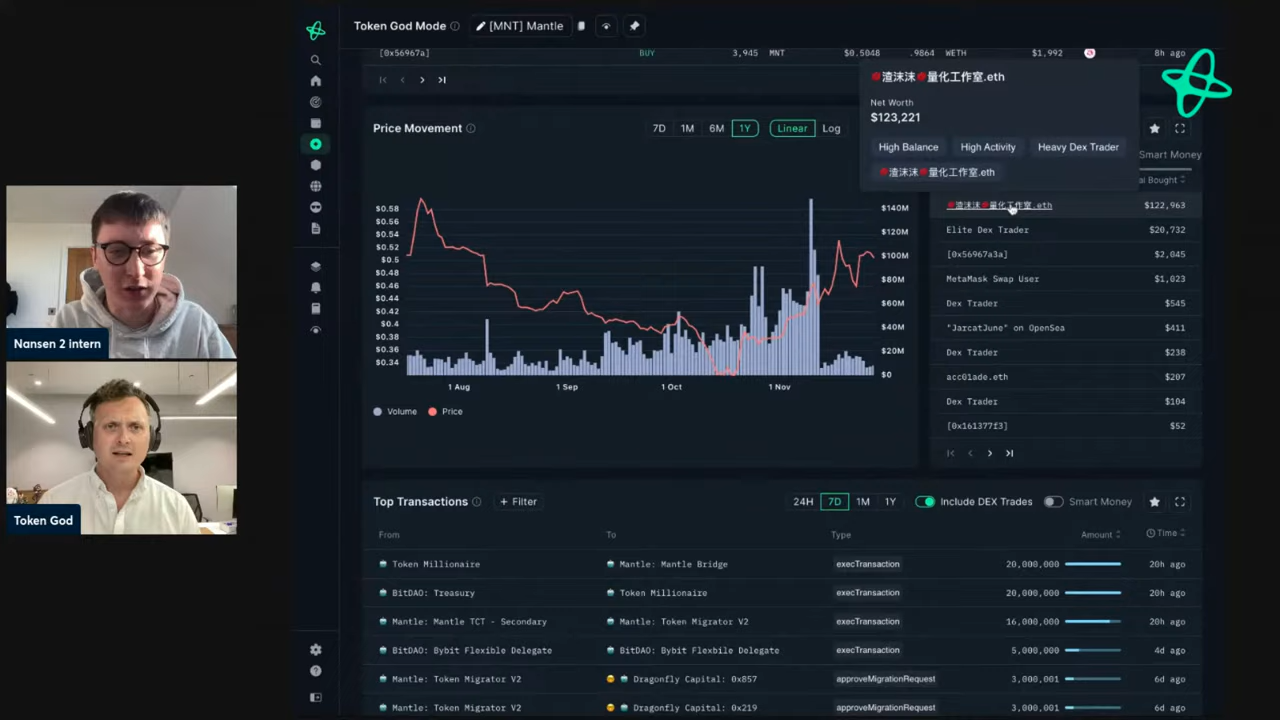 Token God Mode [MNT] Mantle
[0x56967a] BUY 3,945 MNT $0.5048 .9864 WETH $1,992 8h ago
渣沫沫量化工作室.eth
Net Worth
$123,221
High Balance High Activity Heavy Dex Trader
渣沫沫量化工作室.eth
Price Movement 7D 1M 6M 1Y Linear Log
Smart Money
al Bought
渣沫沫量化工作室.eth $122,963
Elite Dex Trader $20,732
[0x56967a3a] $2,045
MetaMask Swap User $1,023
Dex Trader $545
"JarcatJune" on OpenSea $411
Dex Trader $238
acc01ade.eth $207
Dex Trader $104
[0x161377f3] $52
$0.58
$0.56
$0.54
$0.52
$0.5
$0.48
$0.46
$0.44
$0.42
$0.4
$0.38
$0.36
$0.34
$140M
$120M
$100M
$80M
$60M
$40M
$20M
$0
1 Aug 1 Sep 1 Oct 1 Nov
Volume Price
Nansen 2 Intern
Token God
Top Transactions + Filter 24H 7D 1M 1Y Include DEX Trades Smart Money
From To Type Amount Time
Token Millionaire Mantle: Mantle Bridge execTransaction 20,000,000 20h ago
BitDAO: Treasury Token Millionaire execTransaction 20,000,000 20h ago
Mantle: Mantle TCT - Secondary Mantle: Token Migrator V2 execTransaction 16,000,000 20h ago
BitDAO: Bybit Flexible Delegate BitDAO: Bybit Flexbile Delegate execTransaction 5,000,000 4d ago
Mantle: Token Migrator V2 Dragonfly Capital: 0x857 approveMigrationRequest 3,000,001 6d ago
Mantle: Token Migrator V2 Dragonfly Capital: 0x219 approveMigrationRequest 3,000,001 6d ago